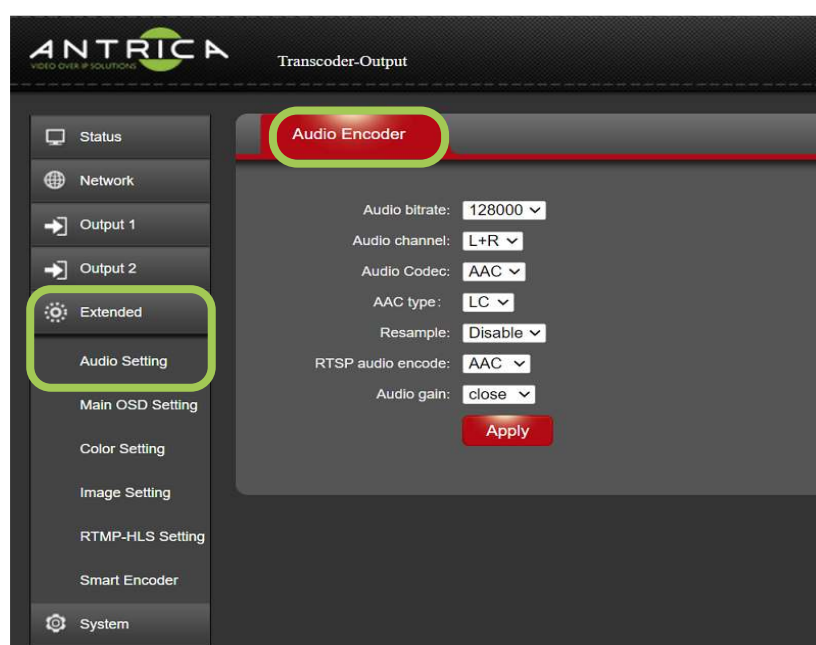 ANTRICA
VIDEO OVER IP SOLUTIONS
Transcoder-Output
Status
Network
Output 1
Output 2
Extended
Audio Setting
Main OSD Setting
Color Setting
Image Setting
RTMP-HLS Setting
Smart Encoder
System
Audio Encoder
Audio bitrate: 128000
Audio channel: L+R
Audio Codec: AAC
AAC type: LC
Resample: Disable
RTSP audio encode: AAC
Audio gain: close
Apply